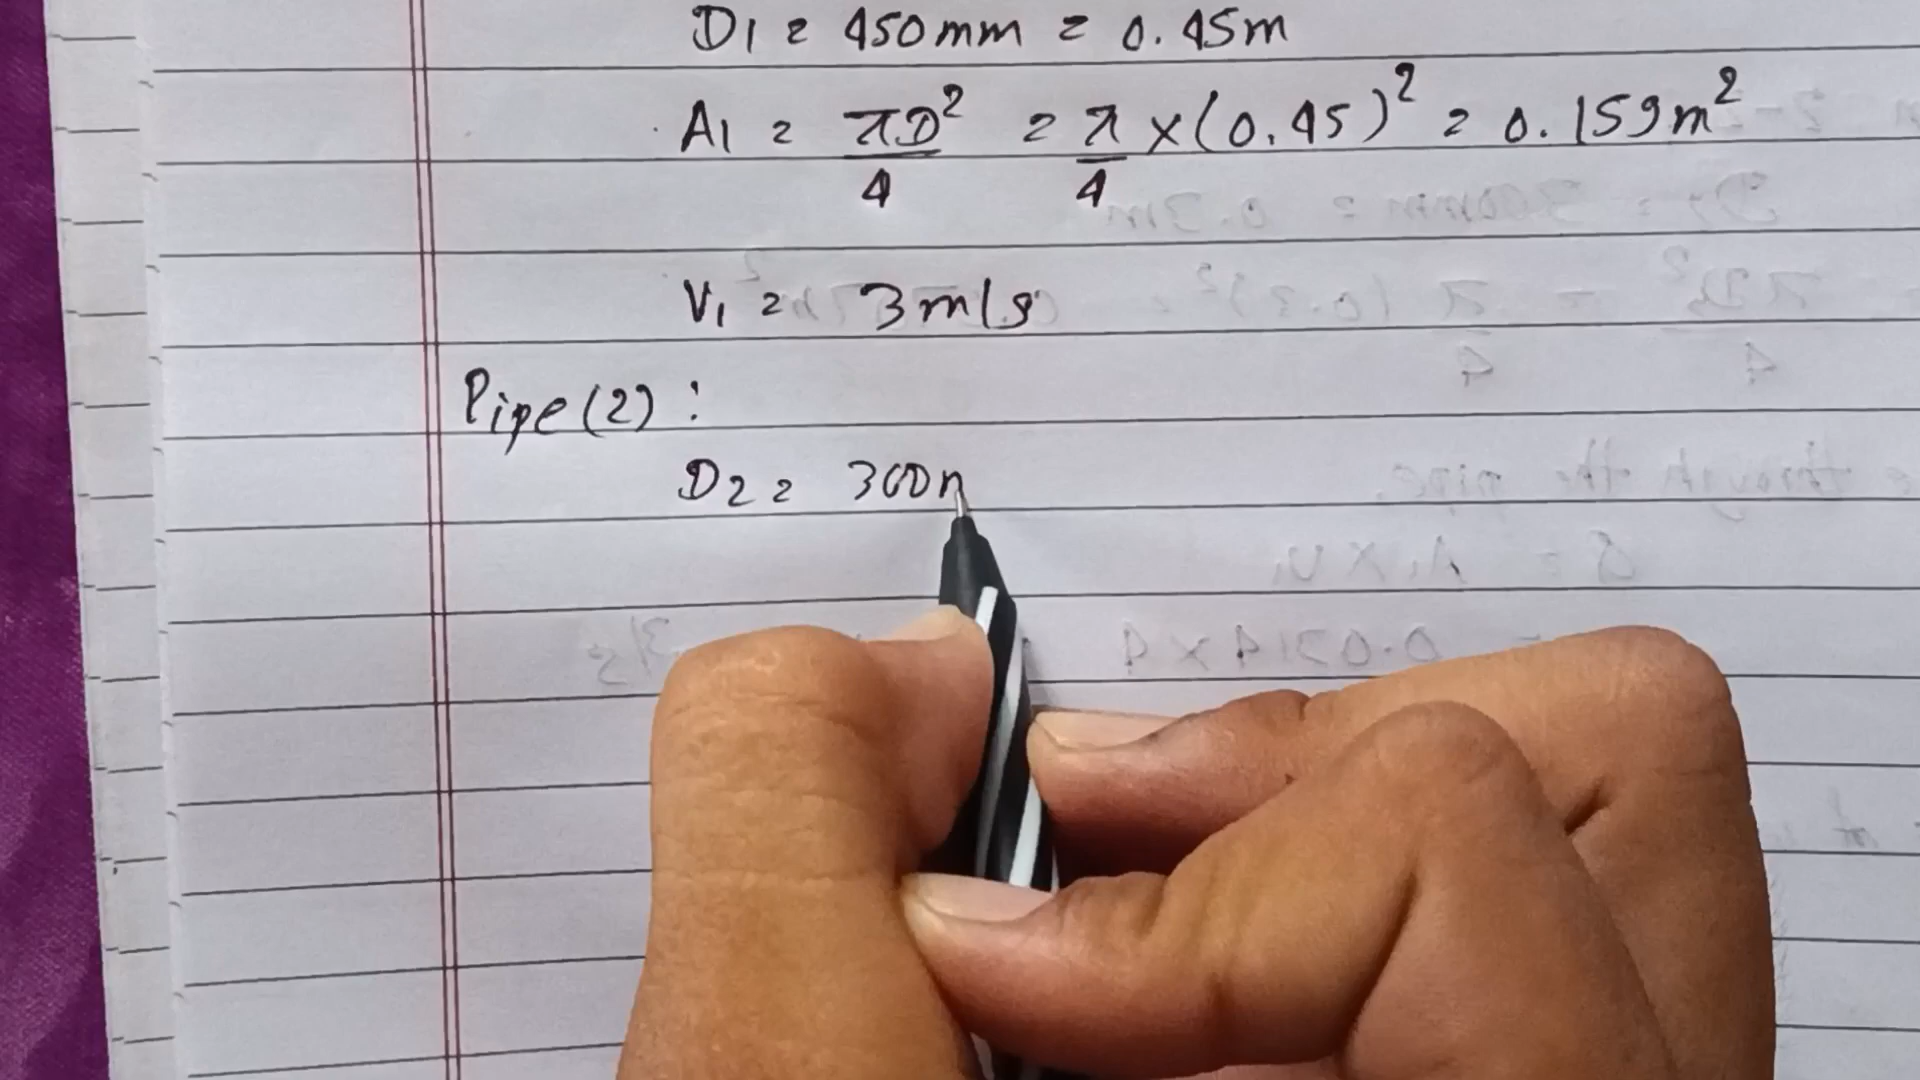 D1 = 450mm = 0.45m
A1 = πD²/4 = π/4 × (0.45)² = 0.159m²
V1 = 3m/s
Pipe(2) :
D2 = 300m